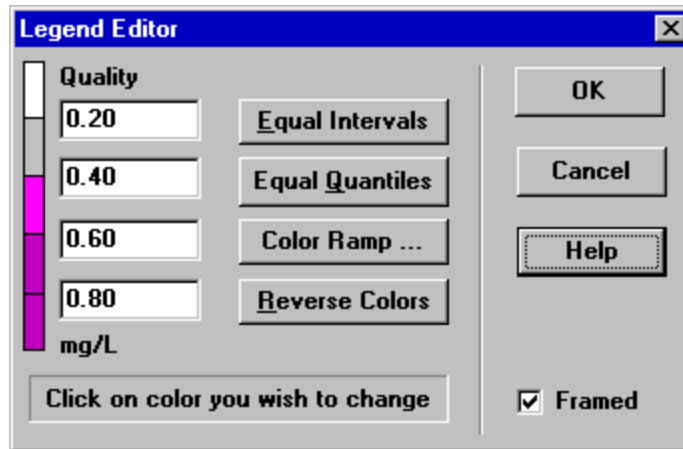 Legend Editor
Quality
0.20
Equal Intervals
OK
0.40
Equal Quantiles
Cancel
0.60
Color Ramp ...
Help
0.80
Reverse Colors
mg/L
Click on color you wish to change
Framed